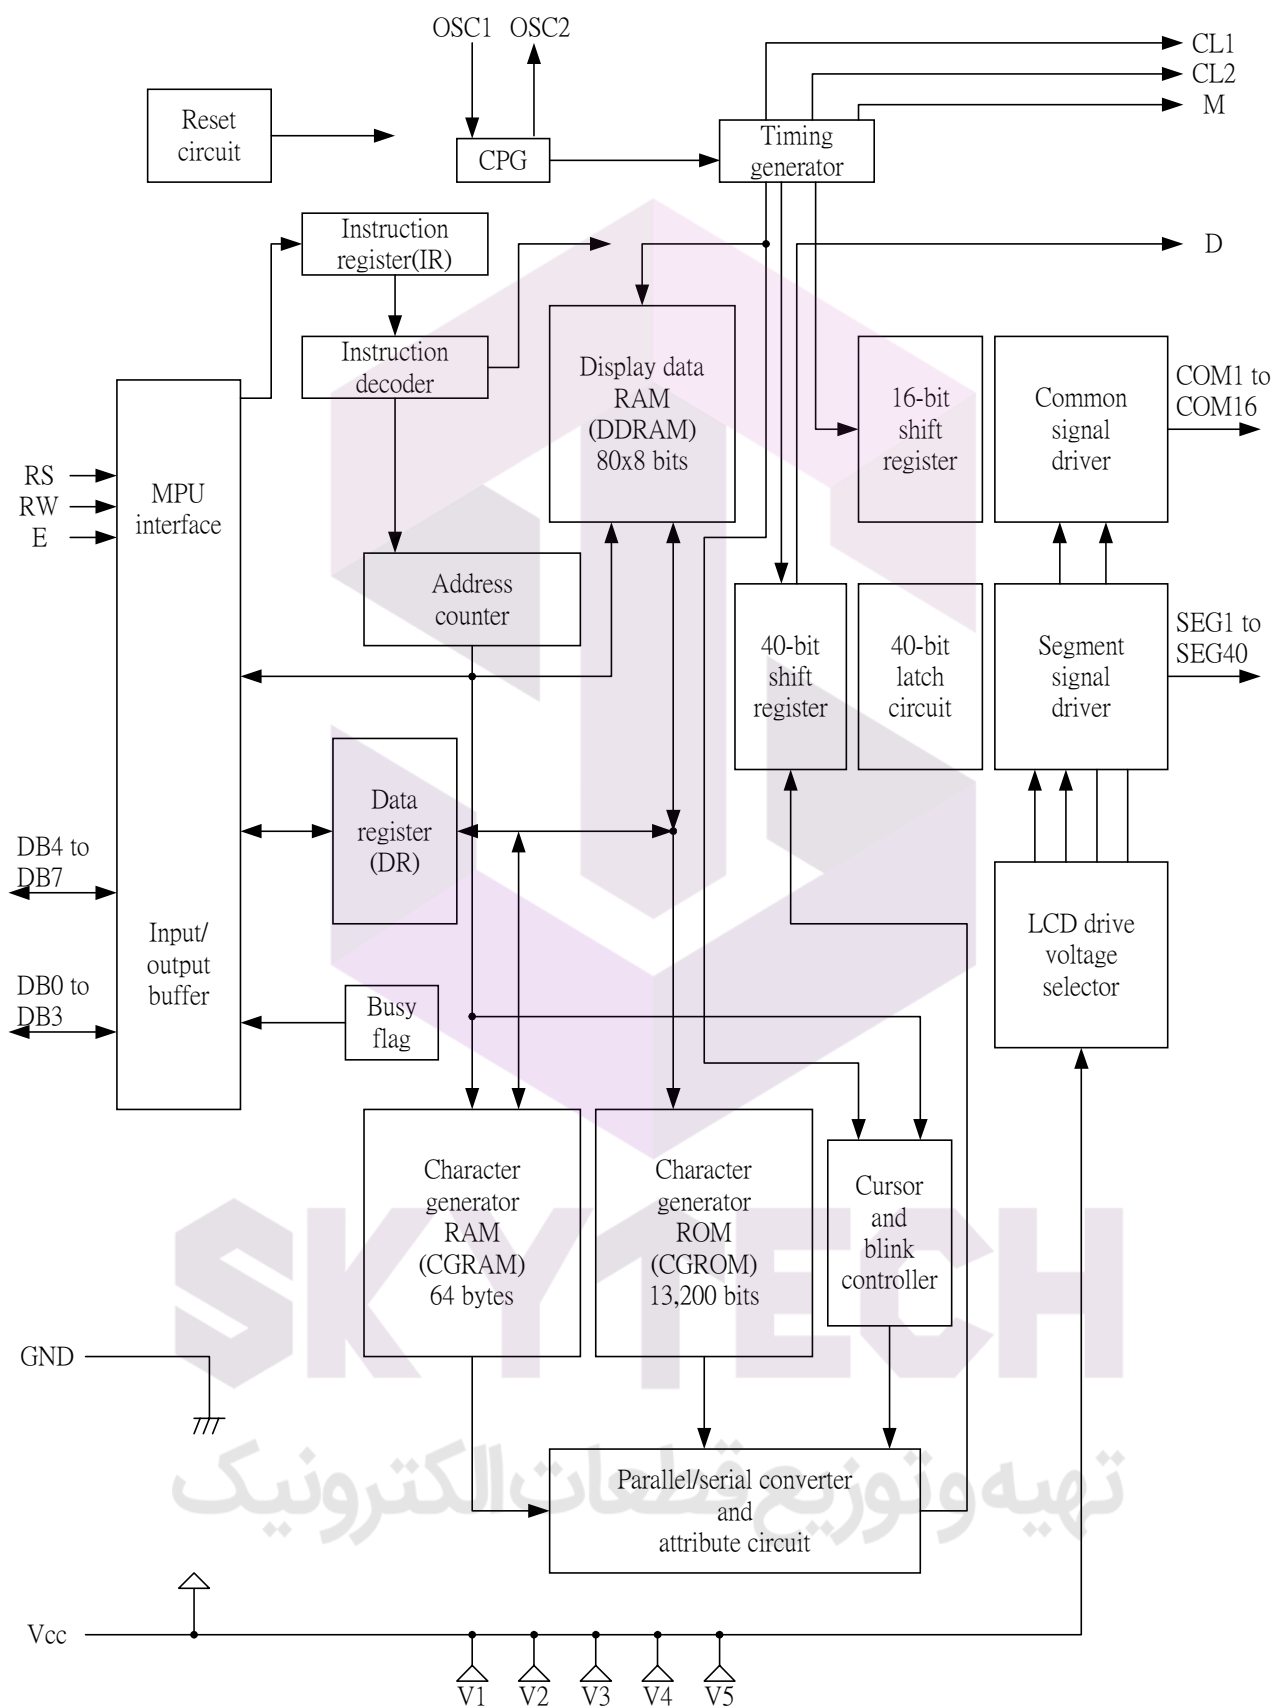 OSC1 OSC2
CL1
CL2
M
Reset
circuit
CPG
Timing
generator
Instruction
register(IR)
D
Instruction
decoder
Display data
RAM
(DDRAM)
80x8 bits
16-bit
shift
register
Common
signal
driver
COM1 to
COM16
RS
RW
E
MPU
interface
Address
counter
40-bit
shift
register
40-bit
latch
circuit
Segment
signal
driver
SEG1 to
SEG40
Data
register
(DR)
DB4 to
DB7
Input/
output
buffer
DB0 to
DB3
Busy
flag
LCD drive
voltage
selector
Character
generator
RAM
(CGRAM)
64 bytes
Character
generator
ROM
(CGROM)
13,200 bits
Cursor
and
blink
controller
SKYTECH
GND
تهیه و توزیع قطعات الکترونیک
Parallel/serial converter
and
attribute circuit
Vcc
V1 V2 V3 V4 V5